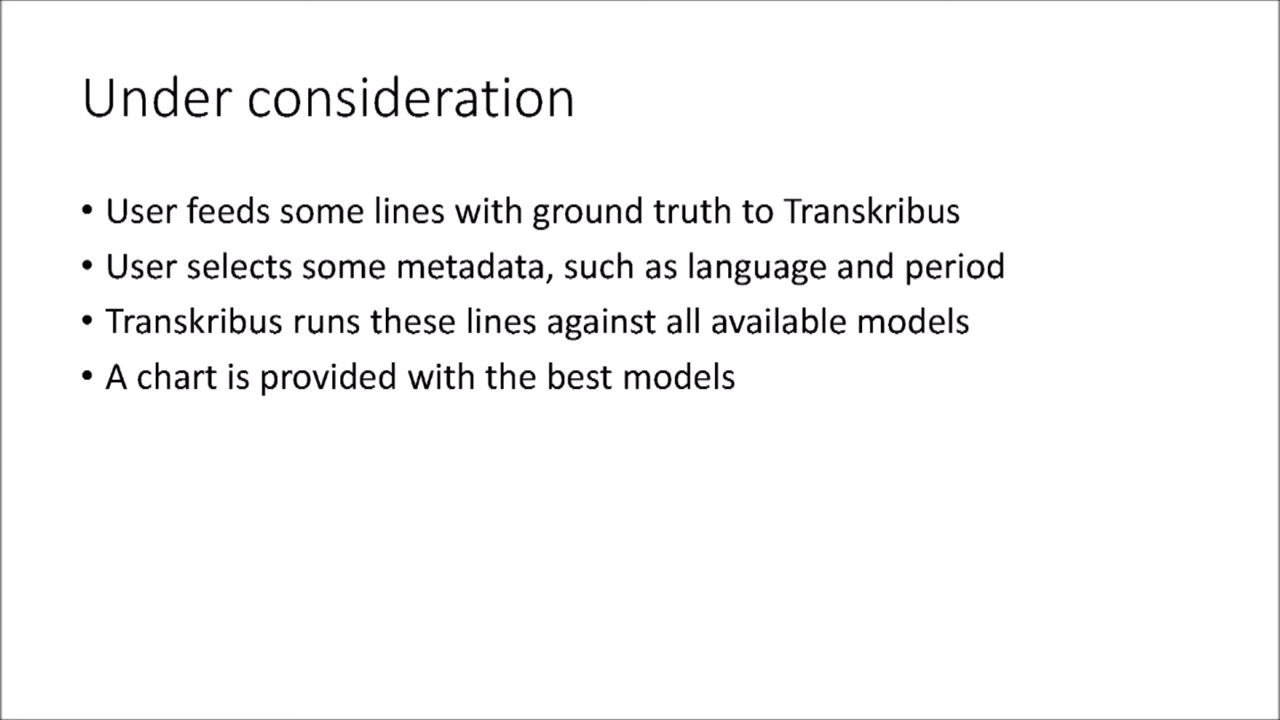 Under consideration
• User feeds some lines with ground truth to Transkribus
• User selects some metadata, such as language and period
• Transkribus runs these lines against all available models
• A chart is provided with the best models